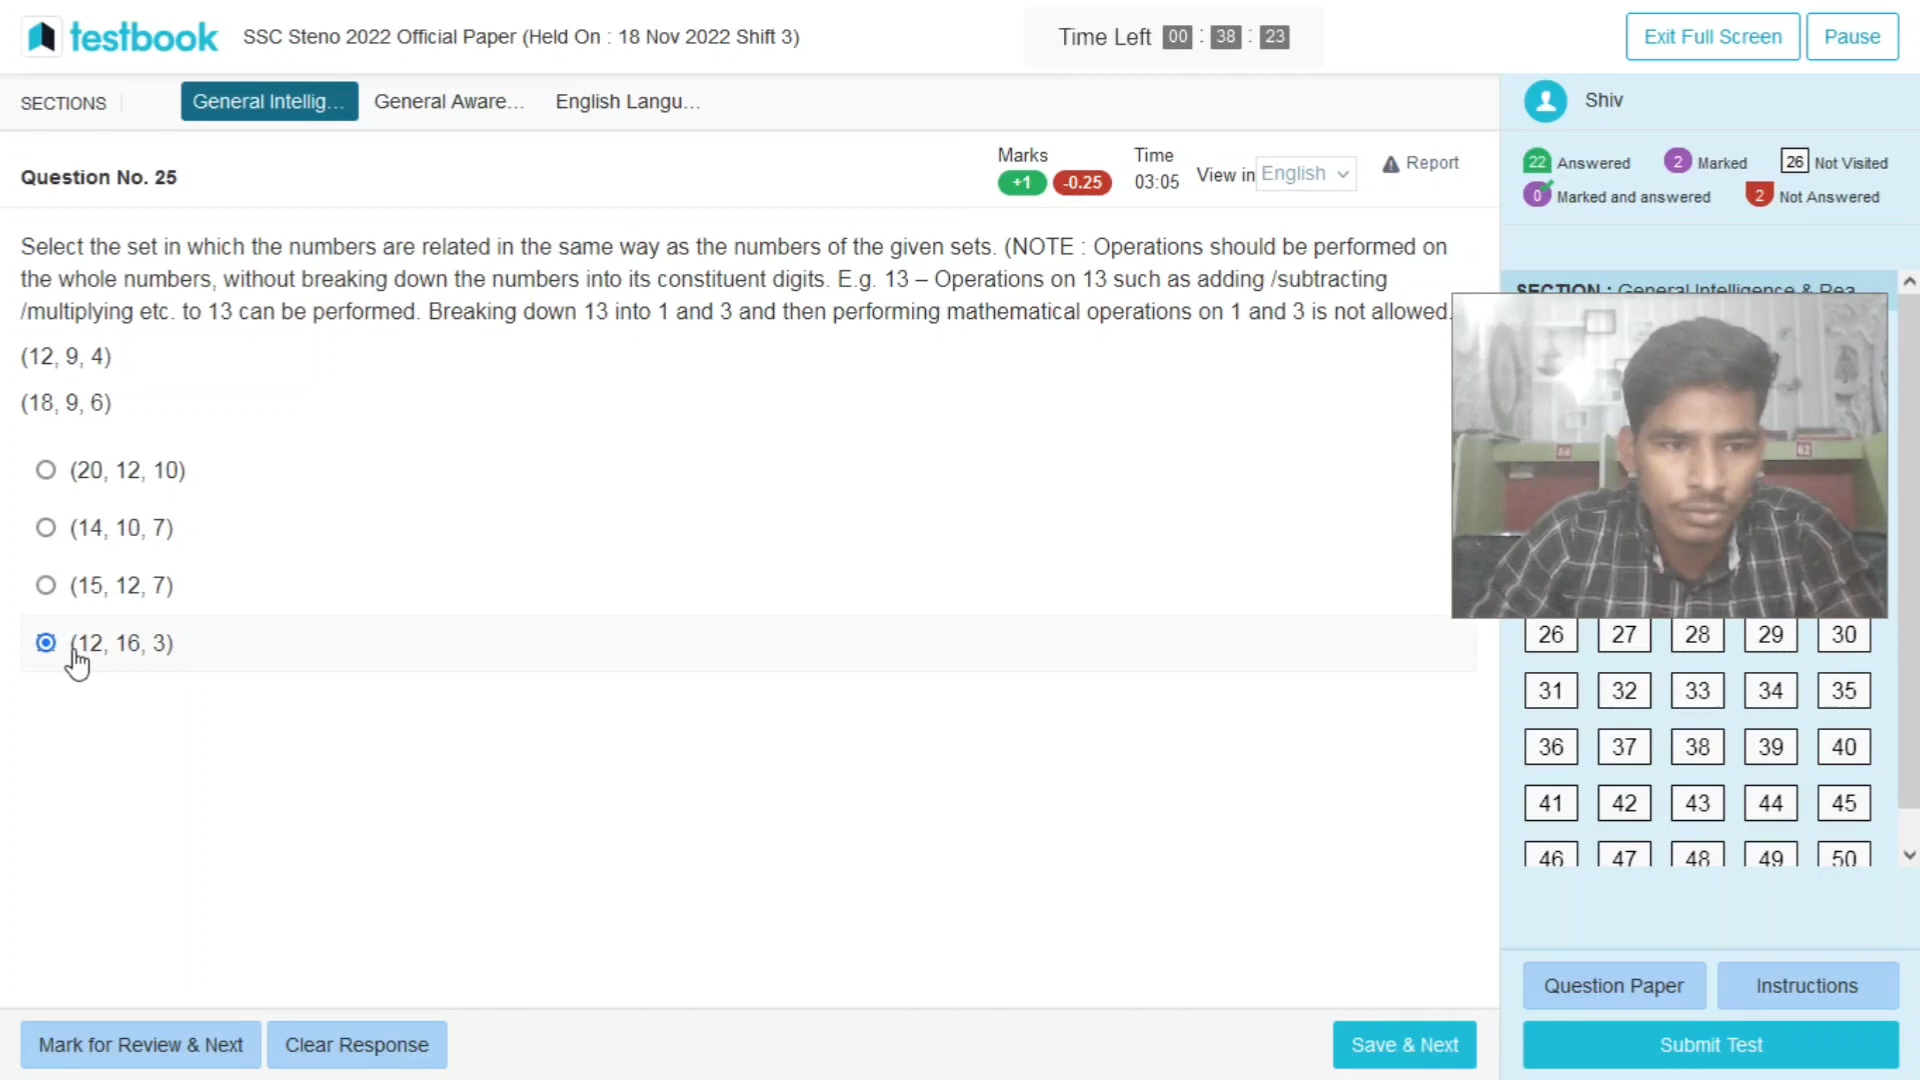 testbook SSC Steno 2022 Official Paper (Held On : 18 Nov 2022 Shift 3) Time Left 00 : 38 : 23 Exit Full Screen Pause
SECTIONS General Intellig... General Aware... English Langu... Shiv
Question No. 25 Marks +1 -0.25 Time 03:05 View in English Report
22 Answered 2 Marked 26 Not Visited
0 Marked and answered 2 Not Answered
Select the set in which the numbers are related in the same way as the numbers of the given sets. (NOTE : Operations should be performed on
the whole numbers, without breaking down the numbers into its constituent digits. E.g. 13 – Operations on 13 such as adding /subtracting
/multiplying etc. to 13 can be performed. Breaking down 13 into 1 and 3 and then performing mathematical operations on 1 and 3 is not allowed.
(12, 9, 4)
(18, 9, 6)
(20, 12, 10)
(14, 10, 7)
(15, 12, 7)
(12, 16, 3)
SECTION : General Intelligence & Rea
26 27 28 29 30
31 32 33 34 35
36 37 38 39 40
41 42 43 44 45
46 47 48 49 50
Question Paper Instructions
Mark for Review & Next Clear Response Save & Next Submit Test